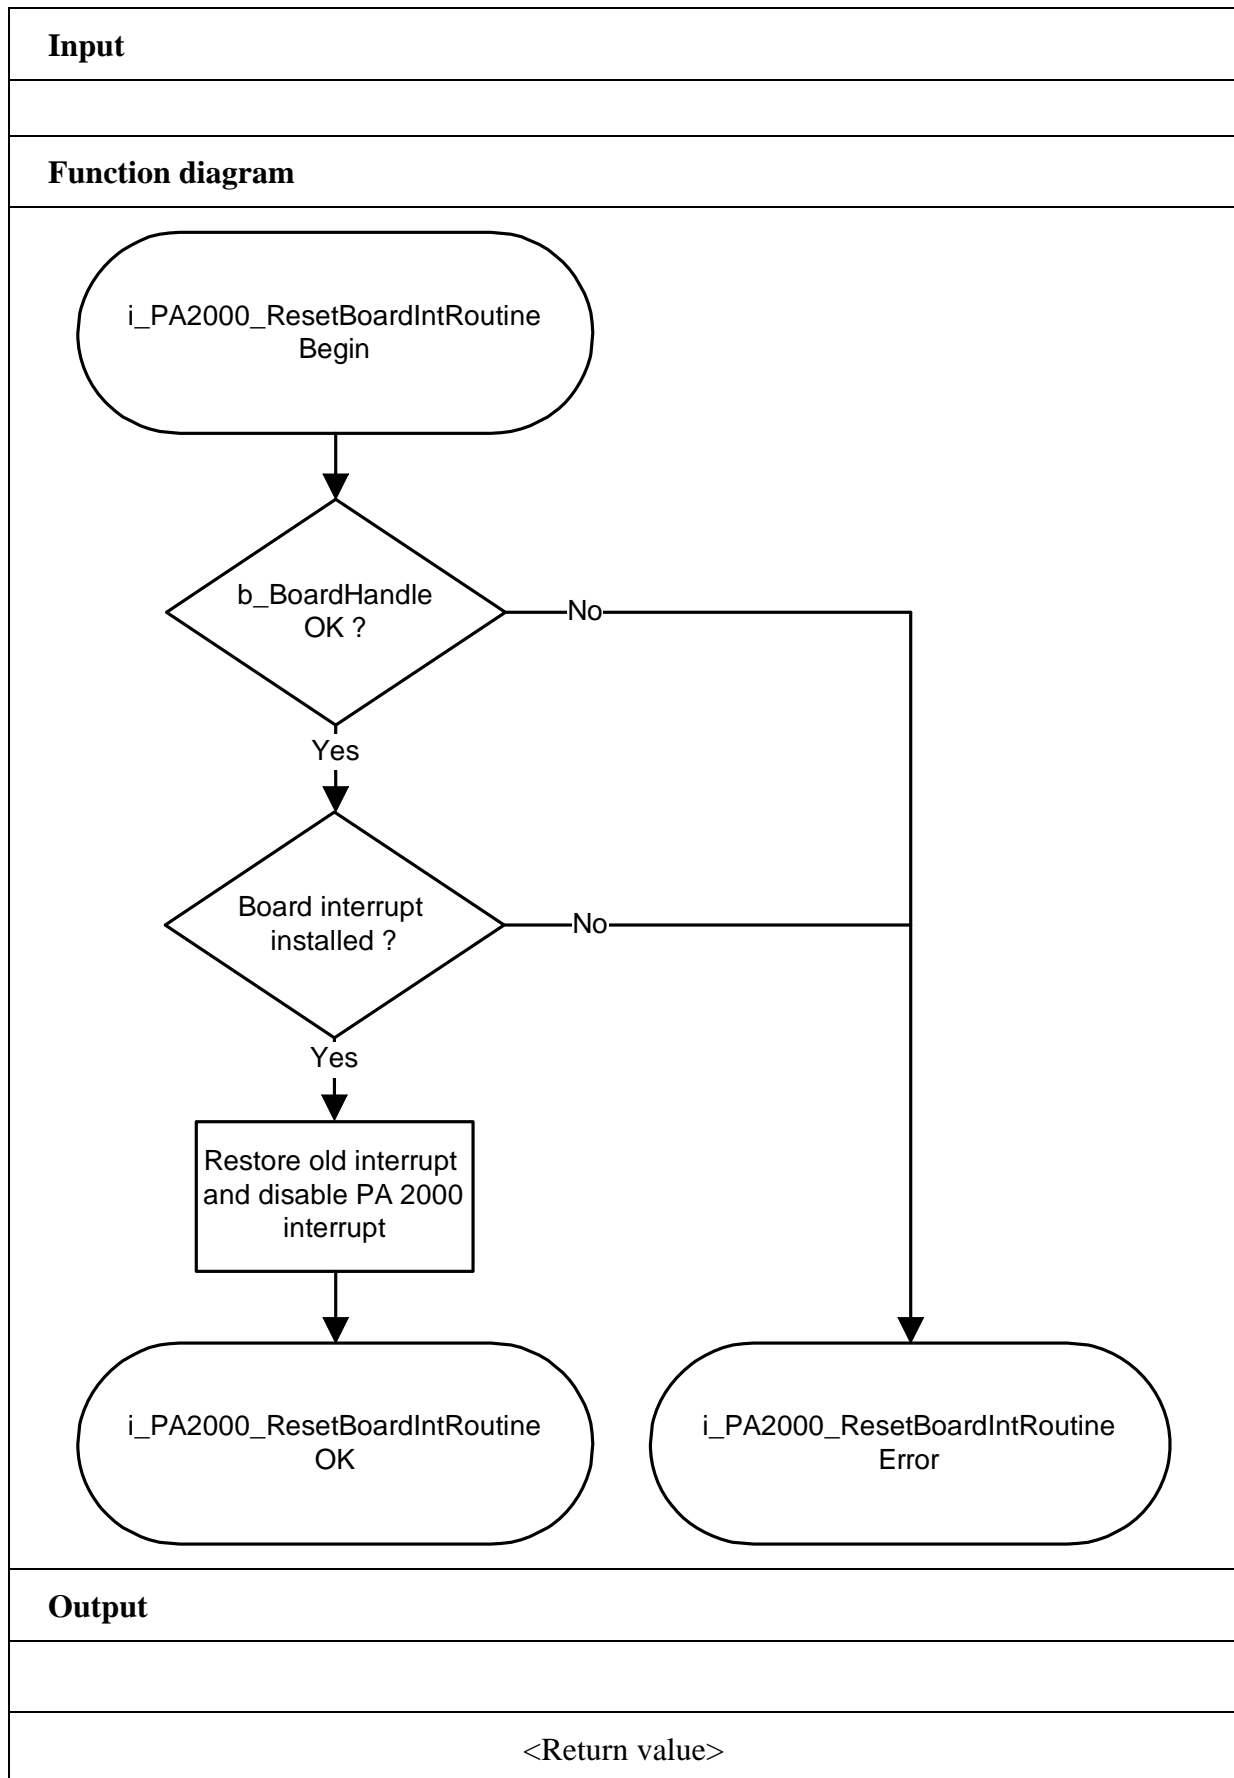 Input
Function diagram
i_PA2000_ResetBoardIntRoutine
Begin
b_BoardHandle
OK ?
No
Yes
Board interrupt
installed ?
No
Yes
Restore old interrupt
and disable PA 2000
interrupt
i_PA2000_ResetBoardIntRoutine
OK
i_PA2000_ResetBoardIntRoutine
Error
Output
<Return value>